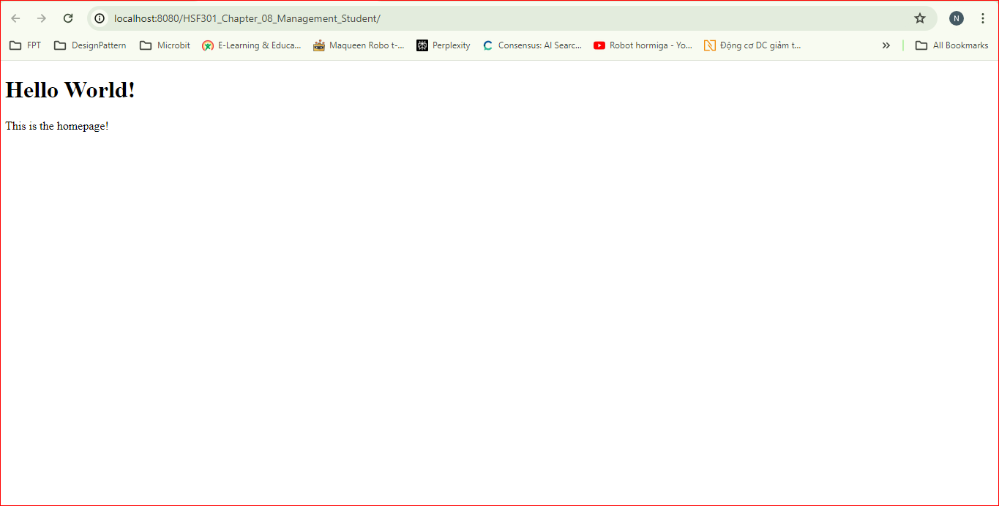 localhost:8080/HSF301_Chapter_08_Management_Student/
N
FPT DesignPattern Microbit E-Learning & Educa... Maqueen Robo t-... Perplexity Consensus: AI Searc... Robot hormiga - Yo... Động cơ DC giảm t... » All Bookmarks
Hello World!
This is the homepage!